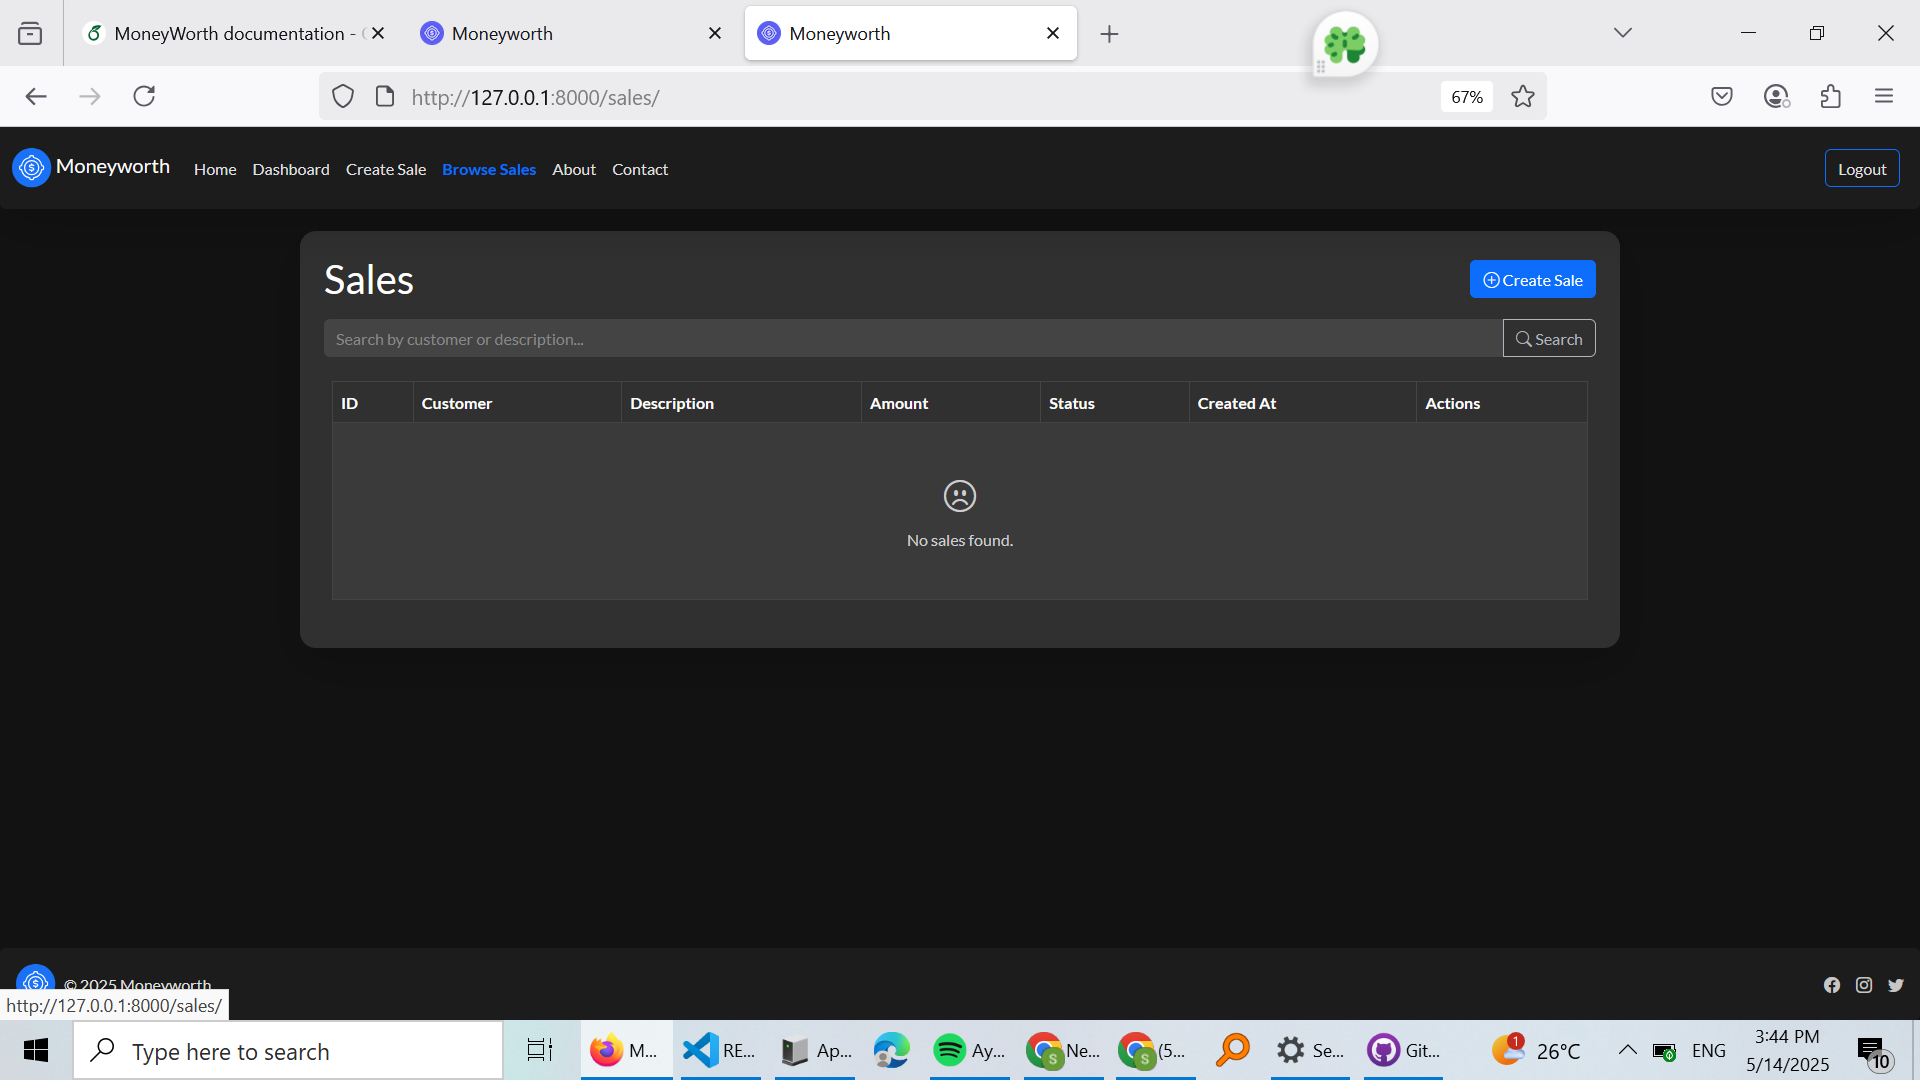 MoneyWorth documentation -
Moneyworth
Moneyworth
http://127.0.0.1:8000/sales/
67%
Moneyworth
Home
Dashboard
Create Sale
Browse Sales
About
Contact
Logout
Sales
Create Sale
Search by customer or description...
Search
ID
Customer
Description
Amount
Status
Created At
Actions
No sales found.
© 2025 Moneyworth
http://127.0.0.1:8000/sales/
Type here to search
M...
RE...
Ap...
Ay...
S
Ne...
S
(5...
Se...
Git...
1
26°C
ENG
3:44 PM
5/14/2025
10